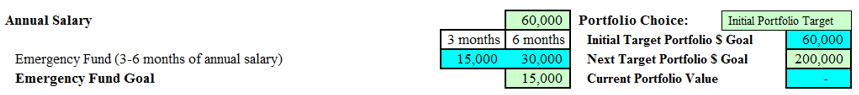 Annual Salary 60,000 Portfolio Choice: Initial Portfolio Target
3 months 6 months Initial Target Portfolio $ Goal 60,000
Emergency Fund (3-6 months of annual salary) 15,000 30,000 Next Target Portfolio $ Goal 200,000
Emergency Fund Goal 15,000 Current Portfolio Value -